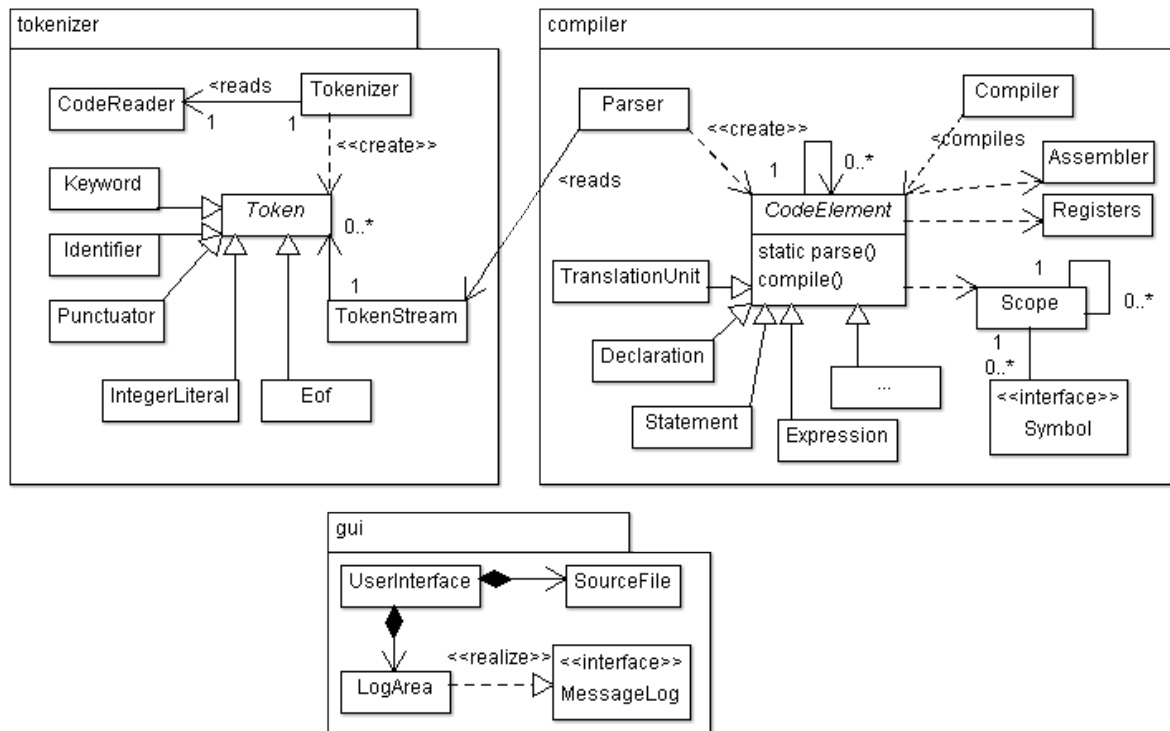 tokenizer
CodeReader
<reads
1
1
Tokenizer
<<create>>
Keyword
Identifier
Punctuator
Token
0..*
1
TokenStream
IntegerLiteral
Eof
compiler
Parser
<reads
<<create>>
1
0..*
Compiler
<compiles
Assembler
Registers
CodeElement
static parse()
compile()
TranslationUnit
Declaration
Statement
Expression
...
1
Scope
0..*
1
0..*
<<interface>>
Symbol
gui
UserInterface
SourceFile
LogArea
<<realize>>
<<interface>>
MessageLog